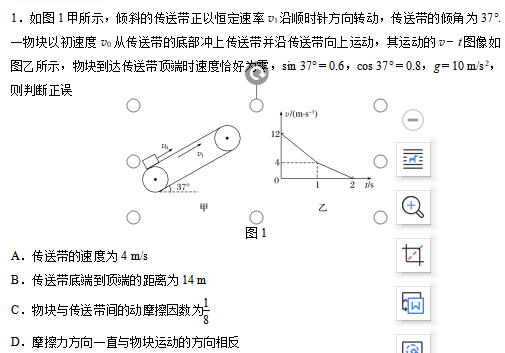 1．如图 1 甲所示，倾斜的传送带正以恒定速率 v₁ 沿顺时针方向转动，传送带的倾角为 37°.
一物块以初速度 v₀ 从传送带的底部冲上传送带并沿传送带向上运动，其运动的 v－t 图像如
图乙所示，物块到达传送带顶端时速度恰好为零，sin 37°＝0.6，cos 37°＝0.8，g＝10 m/s²，
则判断正误
v₀
v₁
37°
甲
v/(m·s⁻¹)
12
4
0
1
2
t/s
乙
图 1
A．传送带的速度为 4 m/s
B．传送带底端到顶端的距离为 14 m
C．物块与传送带间的动摩擦因数为1/8
D．摩擦力方向一直与物块运动的方向相反